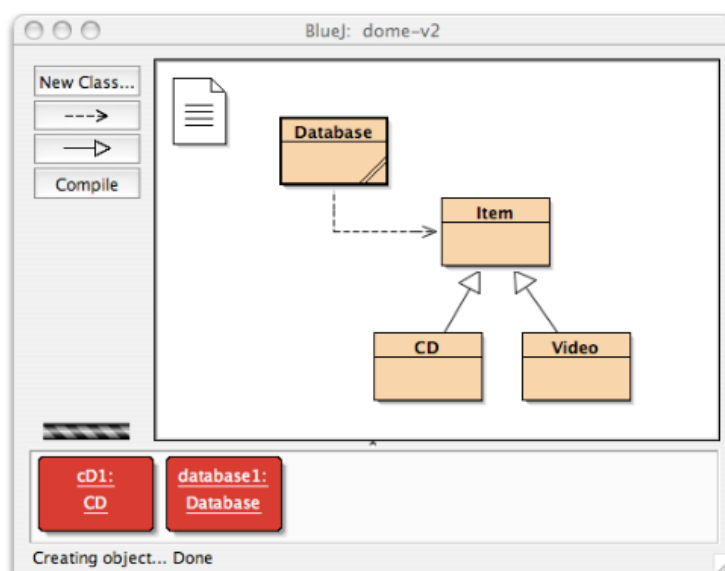 BlueJ: dome-v2
New Class...
Compile
Database
Item
CD
Video
cD1:
CD
database1:
Database
Creating object... Done